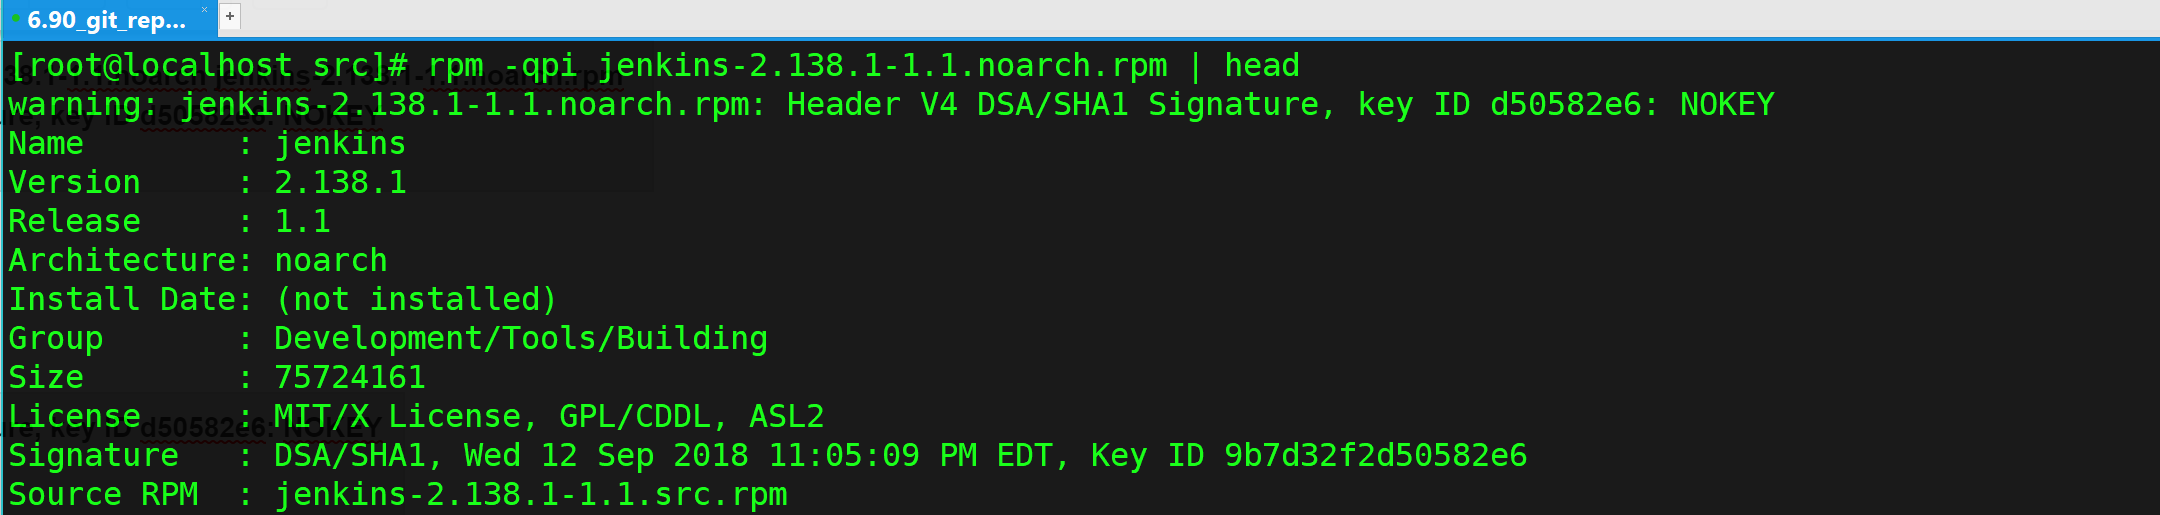 6.90_git_rep...
[root@localhost src]# rpm -qpi jenkins-2.138.1-1.1.noarch.rpm | head
warning: jenkins-2.138.1-1.1.noarch.rpm: Header V4 DSA/SHA1 Signature, key ID d50582e6: NOKEY
Name        : jenkins
Version     : 2.138.1
Release     : 1.1
Architecture: noarch
Install Date: (not installed)
Group       : Development/Tools/Building
Size        : 75724161
License     : MIT/X License, GPL/CDDL, ASL2
Signature   : DSA/SHA1, Wed 12 Sep 2018 11:05:09 PM EDT, Key ID 9b7d32f2d50582e6
Source RPM  : jenkins-2.138.1-1.1.src.rpm